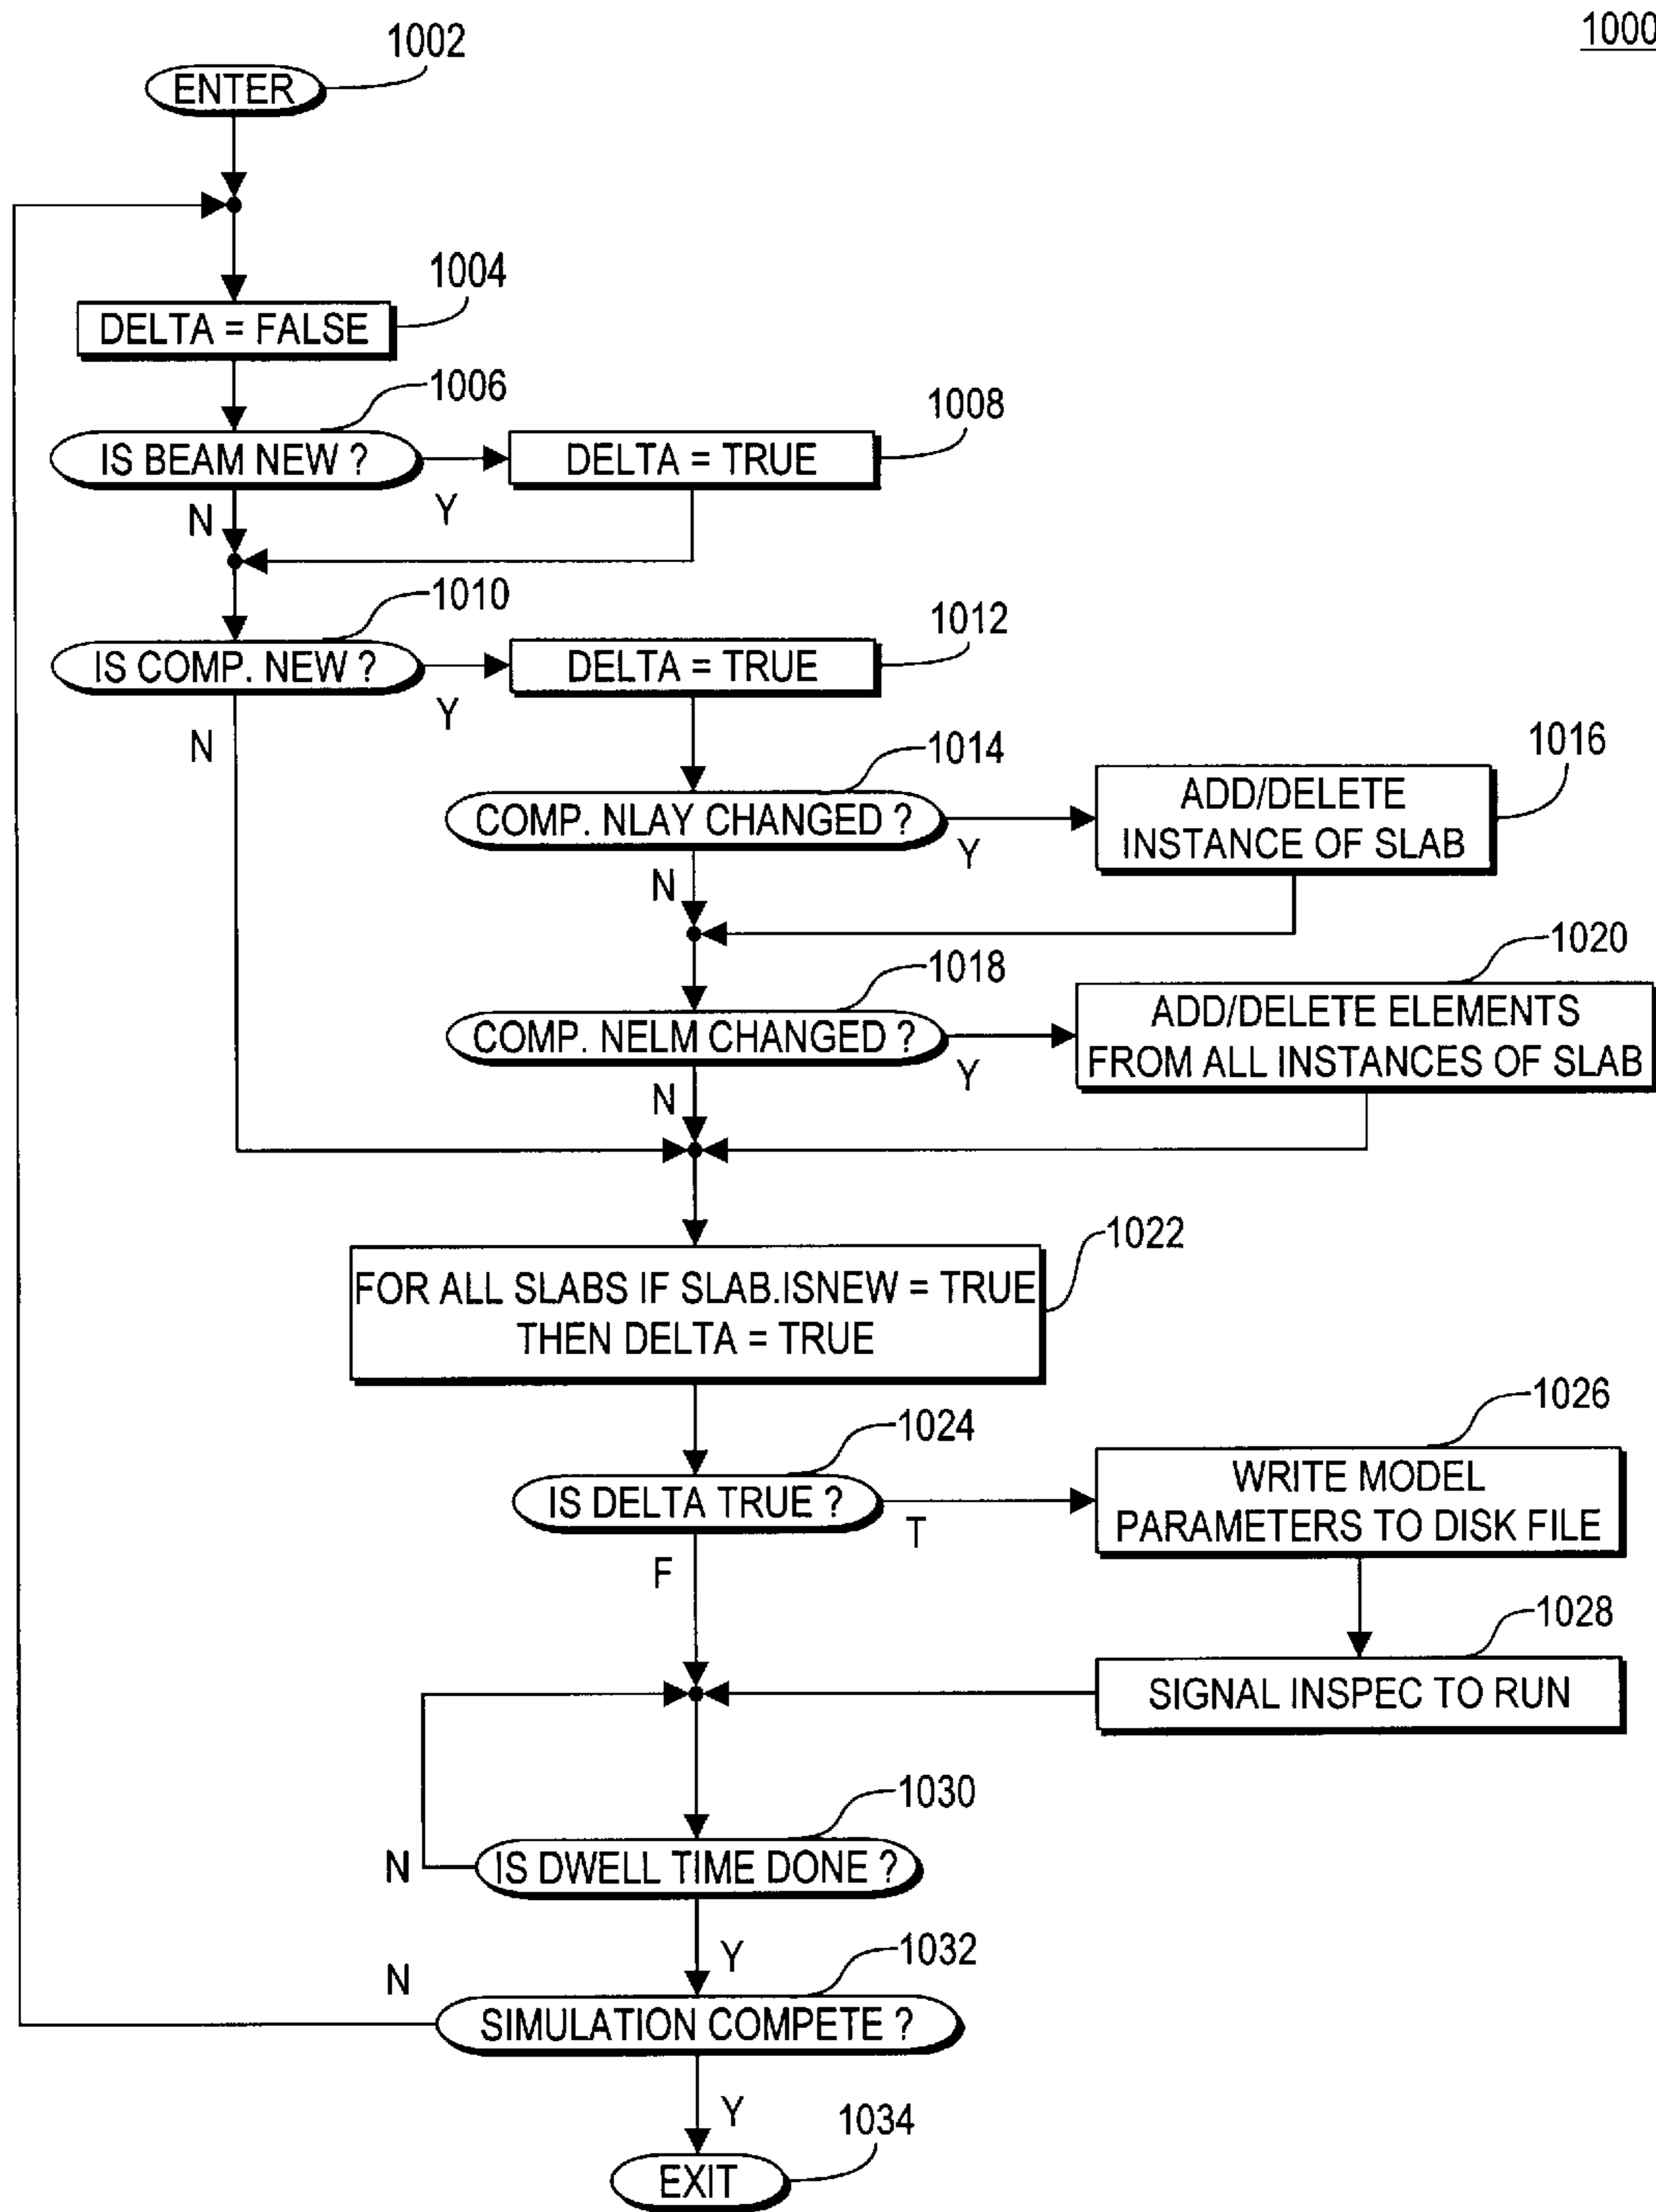 1000
1002
ENTER
1004
DELTA = FALSE
1006
IS BEAM NEW ?
1008
DELTA = TRUE
N
Y
1010
IS COMP. NEW ?
1012
DELTA = TRUE
Y
N
1014
COMP. NLAY CHANGED ?
1016
ADD/DELETE
INSTANCE OF SLAB
Y
N
1018
COMP. NELM CHANGED ?
1020
ADD/DELETE ELEMENTS
FROM ALL INSTANCES OF SLAB
Y
N
1022
FOR ALL SLABS IF SLAB.ISNEW = TRUE
THEN DELTA = TRUE
1024
IS DELTA TRUE ?
1026
WRITE MODEL
PARAMETERS TO DISK FILE
T
F
1028
SIGNAL INSPEC TO RUN
1030
IS DWELL TIME DONE ?
N
Y
1032
SIMULATION COMPETE ?
N
Y
1034
EXIT